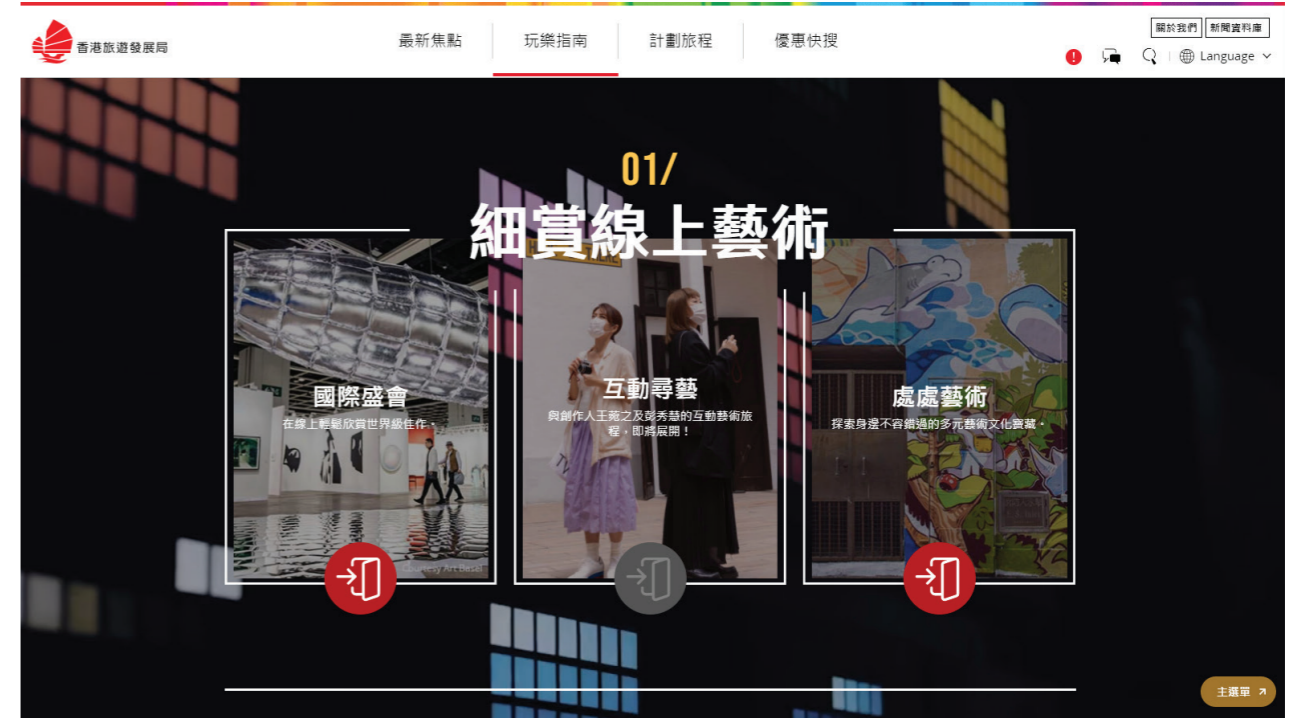 香港旅遊發展局
最新焦點
玩樂指南
計劃旅程
優惠快搜
關於我們
新聞資料庫
Language
01/
細賞線上藝術
國際盛會
在線上輕鬆欣賞世界級佳作。
Courtesy Art Basel
互動尋藝
與創作人王薇之及彭秀慧的互動藝術旅
程，即將展開！
處處藝術
探索身邊不容錯過的多元藝術文化寶藏。
主選單